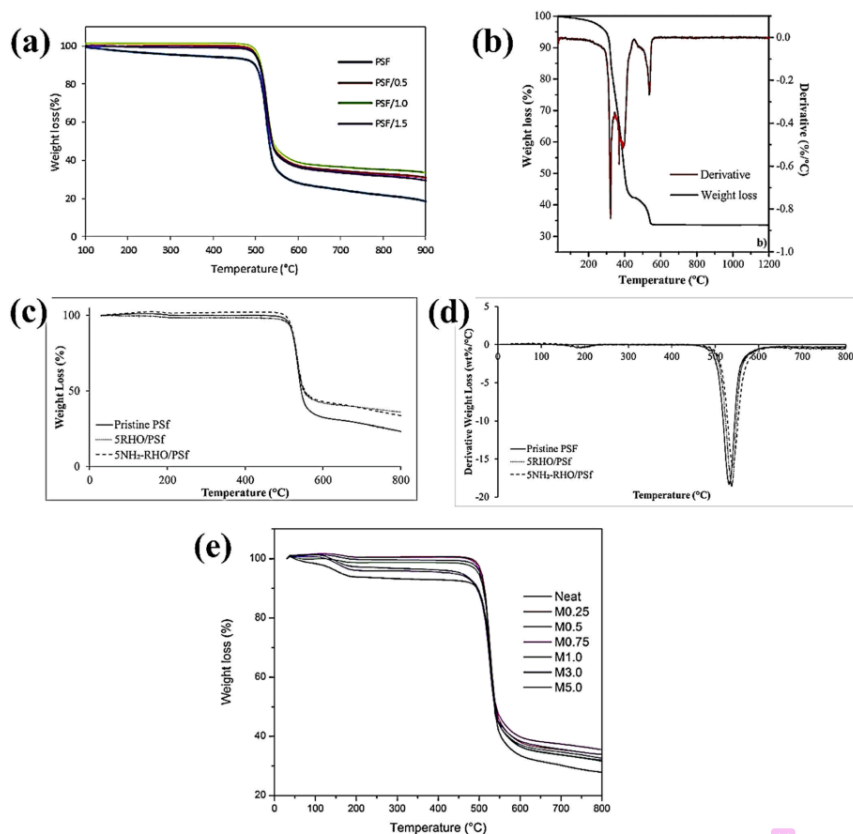 (a)
100
80
60
40
20
0
Weight loss (%)
PSF
PSF/0.5
PSF/1.0
PSF/1.5
100 200 300 400 500 600 700 800 900
Temperature (°C)
(b)
100
90
80
70
60
50
40
30
Weight loss (%)
0.0
-0.2
-0.4
-0.6
-0.8
-1.0
Derivative (%/°C)
Derivative
Weight loss
b)
200 400 600 800 1000 1200
Temperature (°C)
(c)
100
50
0
Weight Loss (%)
Pristine PSf
5RHO/PSf
5NH₂-RHO/PSf
0 200 400 600 800
Temperature (°C)
(d)
5
0
-5
-10
-15
-20
Derivative Weight Loss (wt%/°C)
0 100 200 300 400 500 600 700 800
Pristine PSF
5RHO/PSf
5NH₂-RHO/PSf
Temperature (°C)
(e)
100
80
60
40
20
Weight loss (%)
Neat
M0.25
M0.5
M0.75
M1.0
M3.0
M5.0
0 100 200 300 400 500 600 700 800
Temperature (°C)